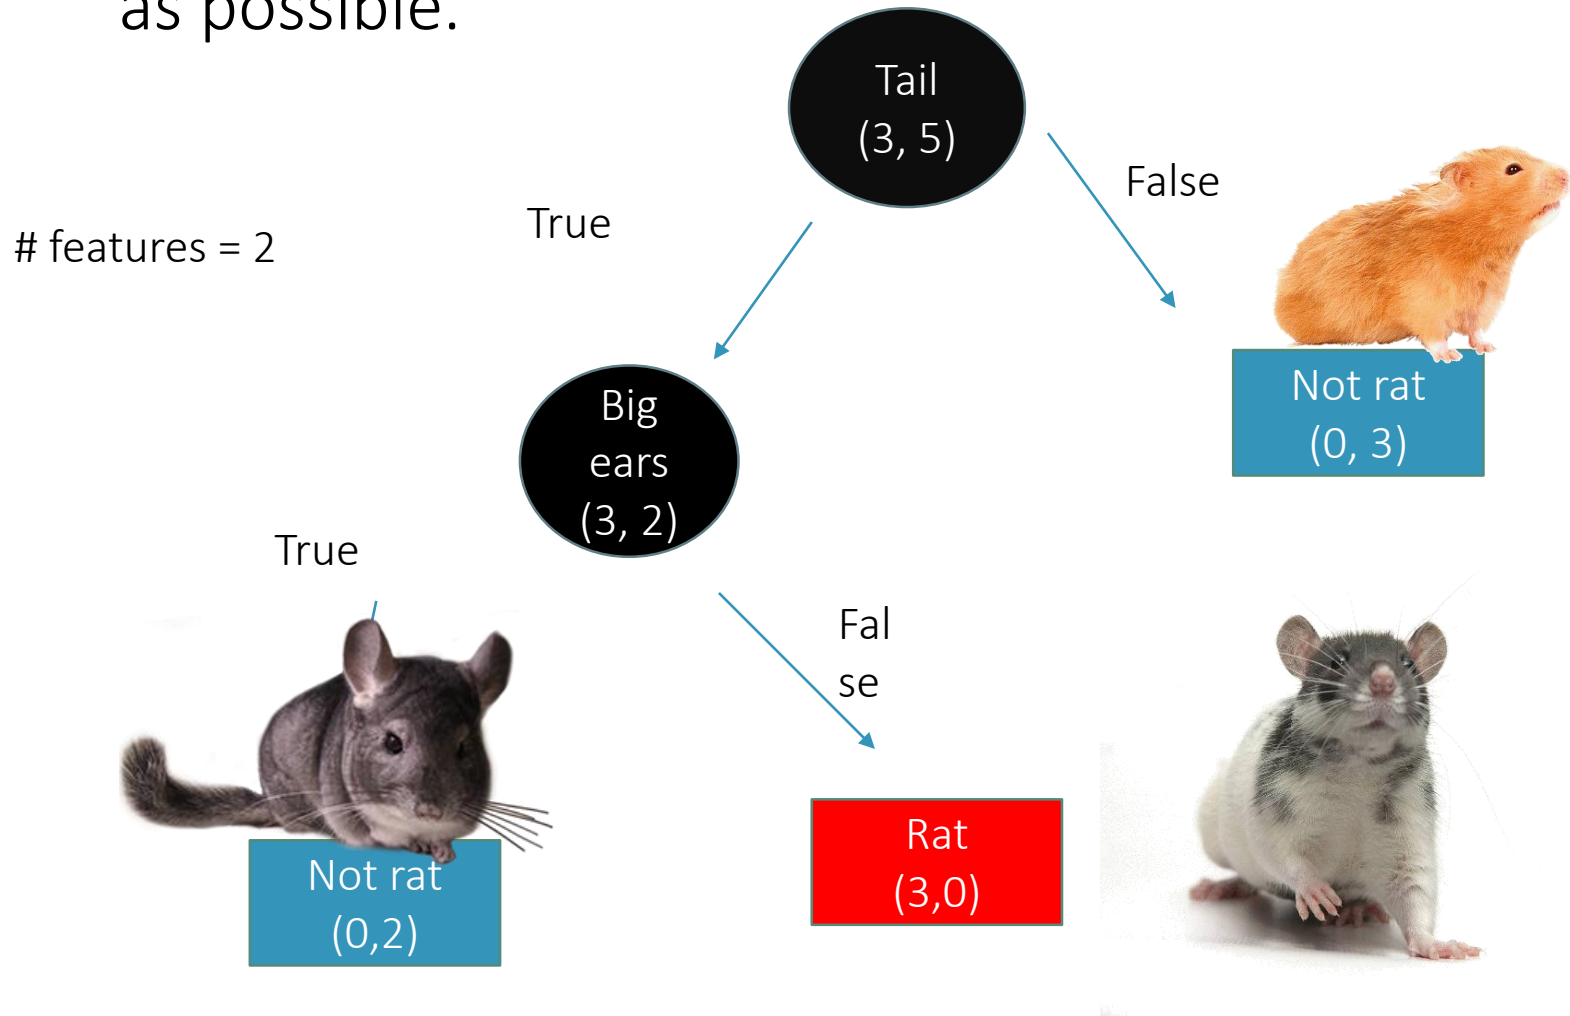 as possible.
Tail
(3, 5)
False
True
# features = 2
Not rat
(0, 3)
Big
ears
(3, 2)
True
Fal
se
Rat
(3,0)
Not rat
(0,2)